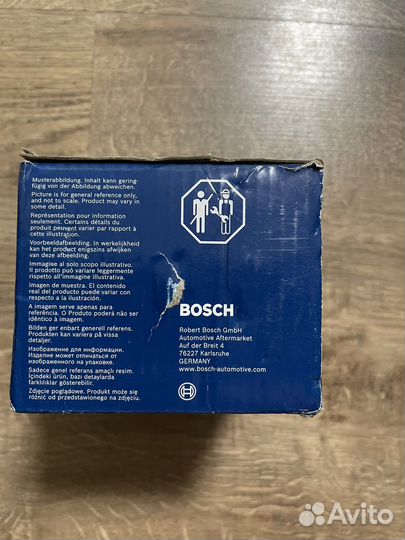 Musterabbildung. Inhalt kann gering-
fügig von der Abbildung abweichen.
Picture is for general reference only,
and not to scale. Product may vary in
some detail.
Représentation pour information
seulement. Certains détails du
produit peuvent varier par rapport à
cette illustration.
Voorbeeldafbeelding. In werkelijkheid
kan het product enigszins afwijken
van deze afbeelding.
Immagine al solo scopo illustrativo.
Il prodotto può variare leggermente
rispetto all'immagine illustrativa.
Imagen de muestra. El contenido
real del producto puede variar con
respecto a la ilustración.
A imagem serve apenas para
referência. O Produto poderá não ser
idêntico à imagem.
Bilden ger enbart generell referens.
Produkten kan variera på vissa
detaljer.
Изображение для информации.
Изделие может отличаться от
изображенного на упаковке.
Sadece genel referans amaçlı resim.
İçindeki ürün, bazı detaylarda
farklılıklar gösterebilir.
Zdjęcie poglądowe. Produkt może się
różnić od przedstawionego na zdjęciu.
BOSCH
Robert Bosch GmbH
Automotive Aftermarket
Auf der Breit 4
76227 Karlsruhe
GERMANY
www.bosch-automotive.com
Avito